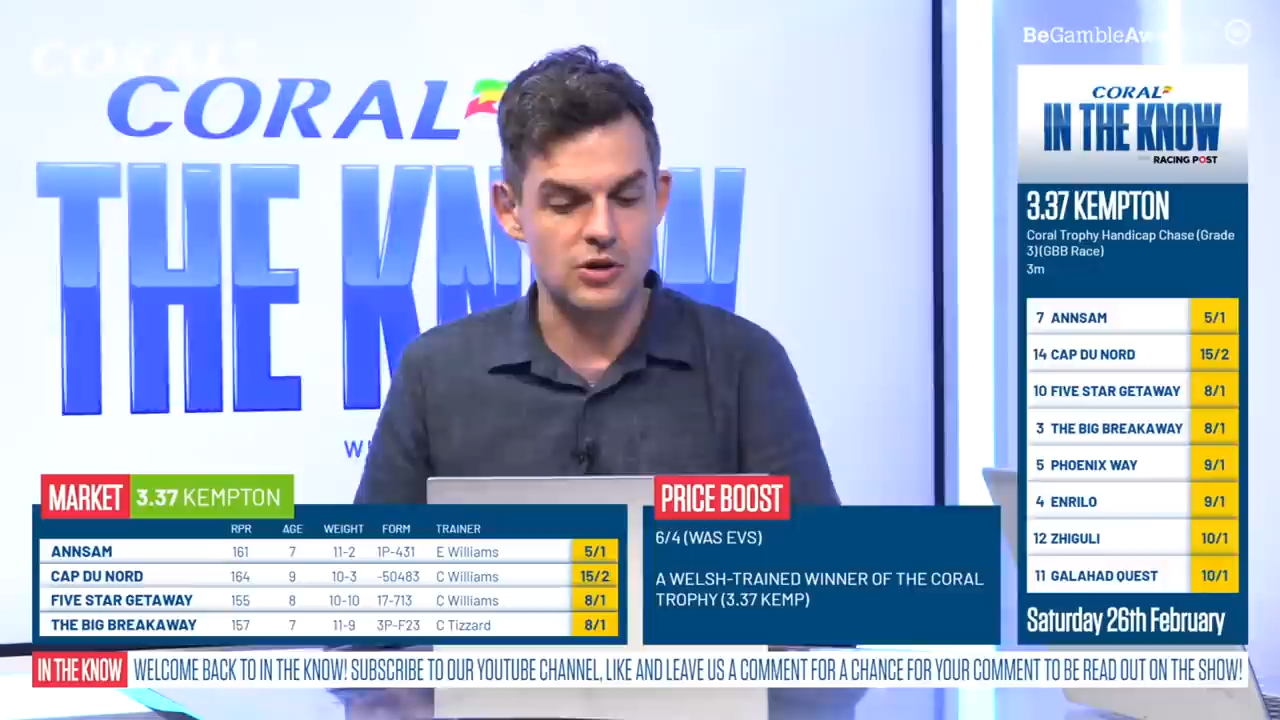 CORAL
BeGambleAw
CORAL
THE KNOW
W
CORAL
IN THE KNOW
RACING POST
3.37 KEMPTON
Coral Trophy Handicap Chase (Grade
3)(GBB Race)
3m
7 ANNSAM 5/1
14 CAP DU NORD 15/2
10 FIVE STAR GETAWAY 8/1
3 THE BIG BREAKAWAY 8/1
5 PHOENIX WAY 9/1
4 ENRILO 9/1
12 ZHIGULI 10/1
11 GALAHAD QUEST 10/1
Saturday 26th February
MARKET 3.37 KEMPTON
RPR AGE WEIGHT FORM TRAINER
ANNSAM 161 7 11-2 1P-431 E Williams 5/1
CAP DU NORD 164 9 10-3 -50483 C Williams 15/2
FIVE STAR GETAWAY 155 8 10-10 17-713 C Williams 8/1
THE BIG BREAKAWAY 157 7 11-9 3P-F23 C Tizzard 8/1
PRICE BOOST
6/4 (WAS EVS)
A WELSH-TRAINED WINNER OF THE CORAL
TROPHY (3.37 KEMP)
IN THE KNOW WELCOME BACK TO IN THE KNOW! SUBSCRIBE TO OUR YOUTUBE CHANNEL, LIKE AND LEAVE US A COMMENT FOR A CHANCE FOR YOUR COMMENT TO BE READ OUT ON THE SHOW!